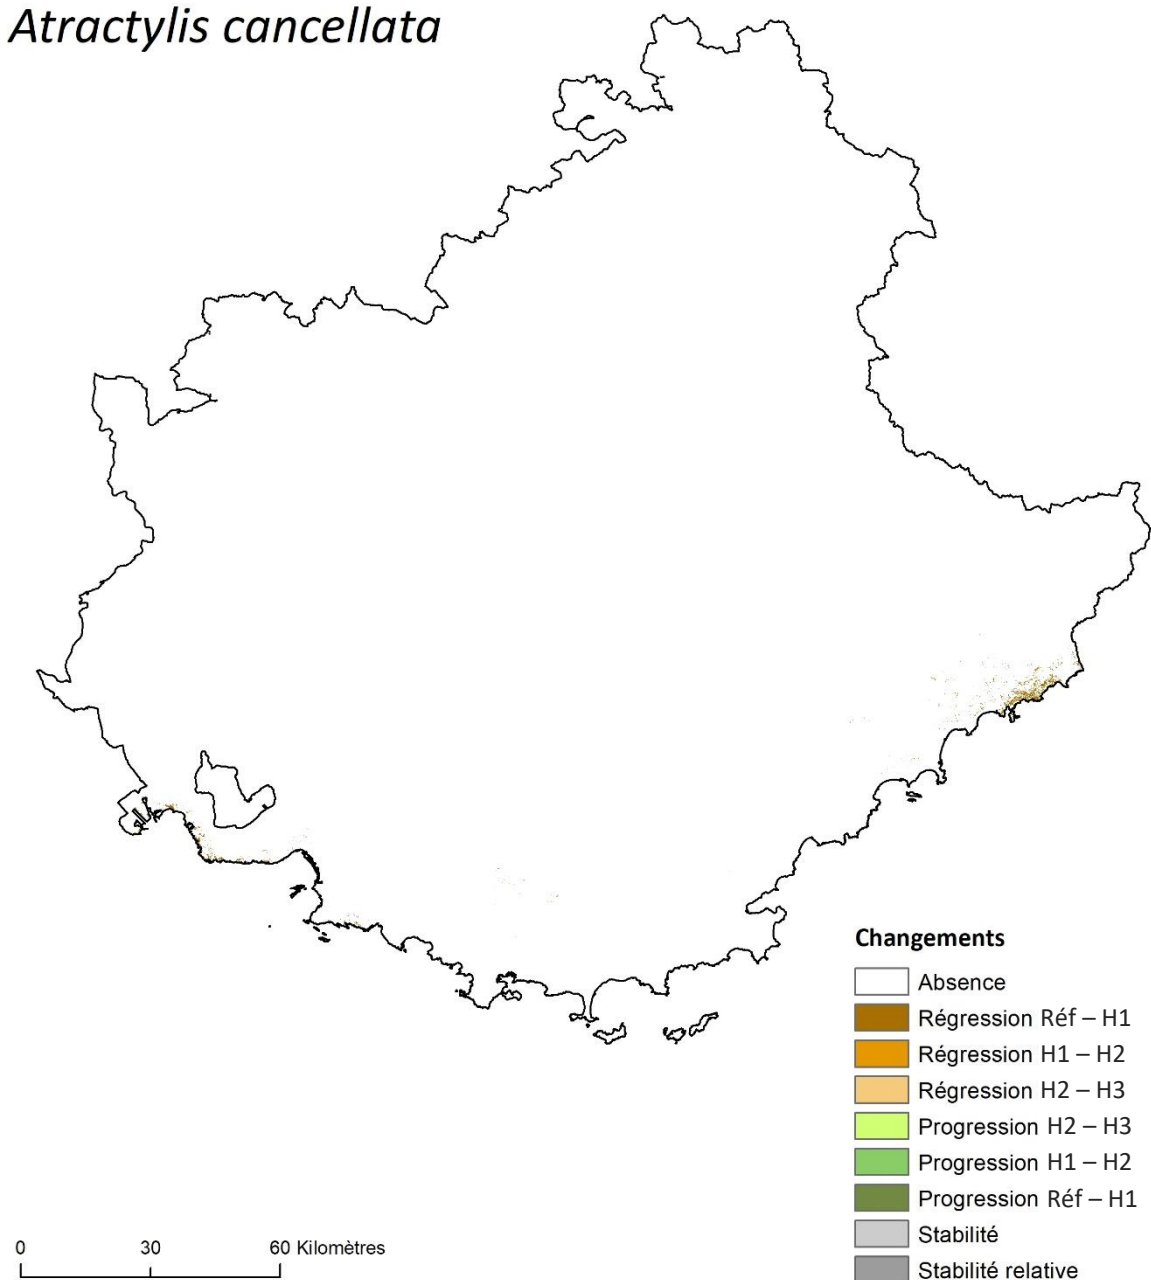 Atractylis cancellata
Changements
Absence
Régression Réf – H1
Régression H1 – H2
Régression H2 – H3
Progression H2 – H3
Progression H1 – H2
Progression Réf – H1
Stabilité
Stabilité relative
0 30 60 Kilomètres